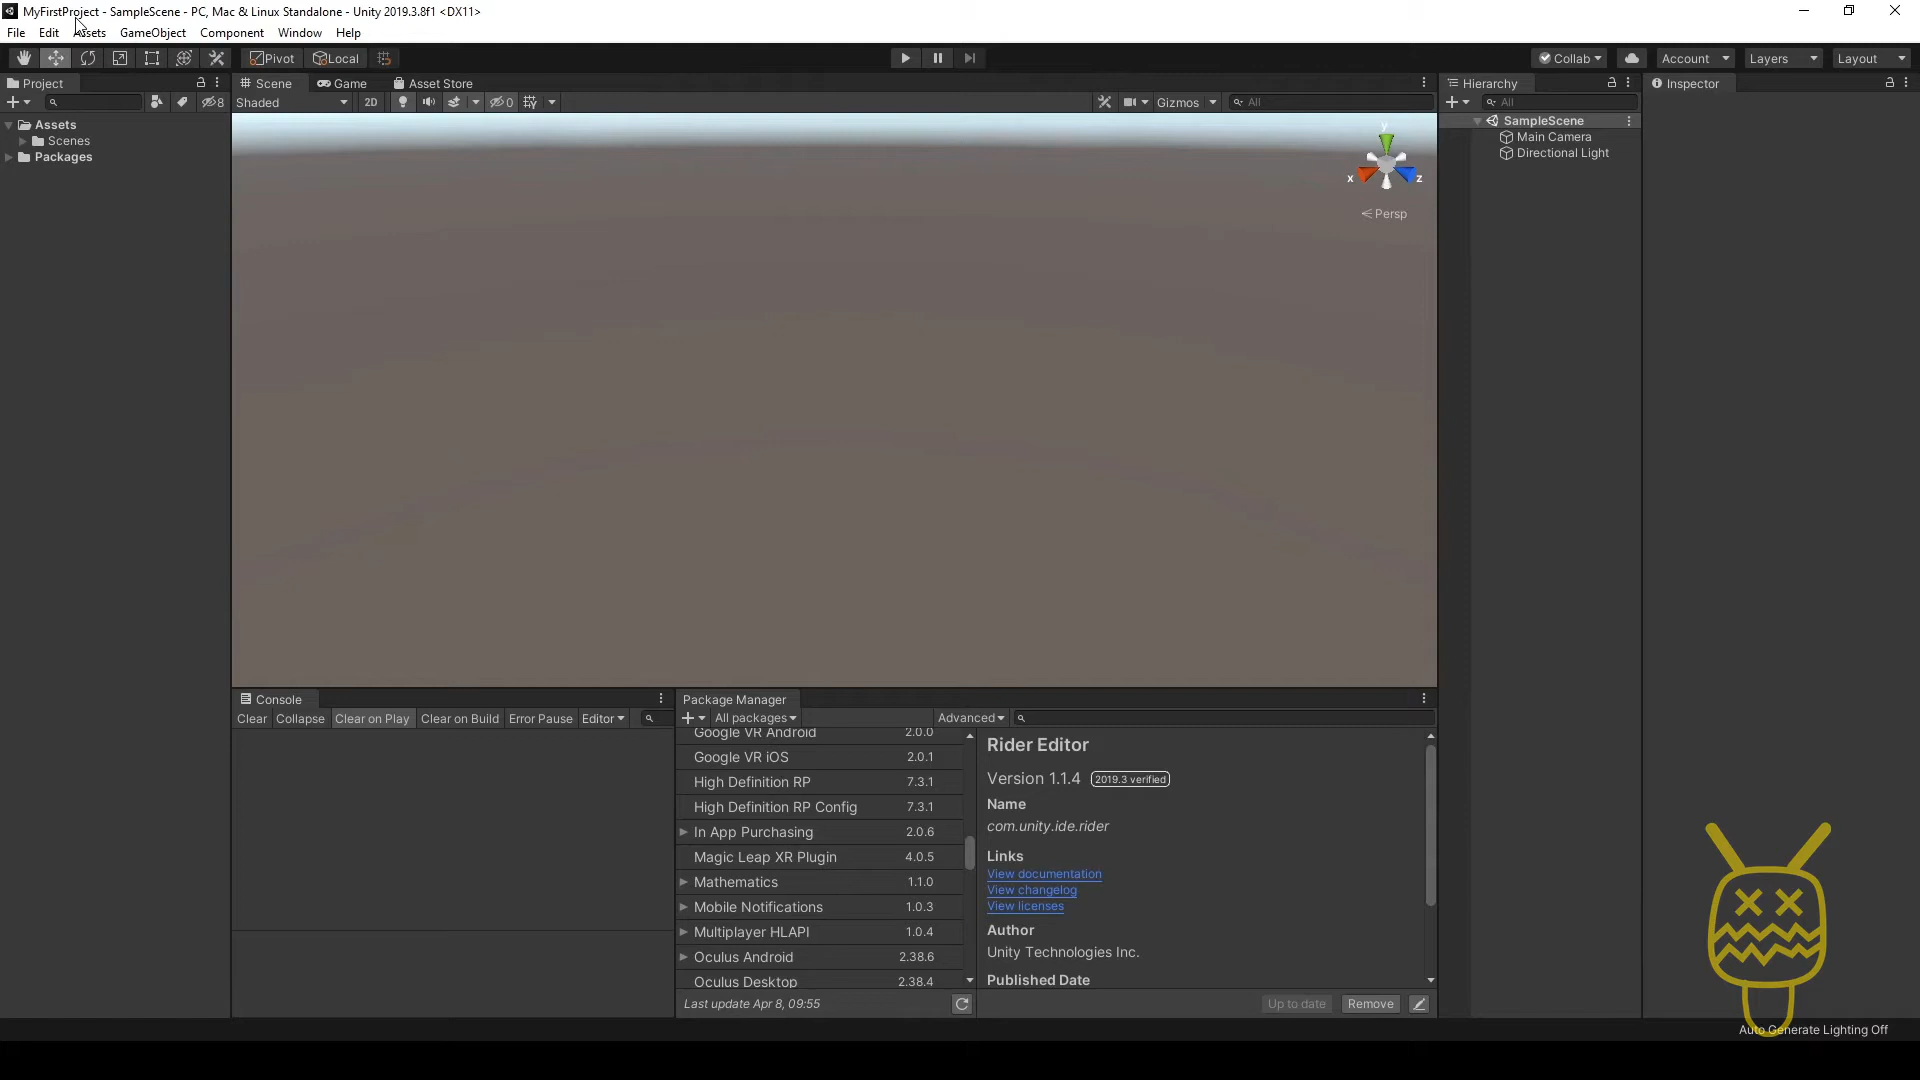 MyFirstProject - SampleScene - PC, Mac & Linux Standalone - Unity 2019.3.8f1 <DX11>
File Edit Assets GameObject Component Window Help
Pivot Local Collab Account Layers Layout
Project Scene Game Asset Store Hierarchy Inspector
8 Shaded 2D 0 Gizmos All All
Assets
Scenes
Packages
y
x z
Persp
SampleScene
Main Camera
Directional Light
Console
Clear Collapse Clear on Play Clear on Build Error Pause Editor
Package Manager
All packages Advanced
Google VR Android 2.0.0
Google VR iOS 2.0.1
High Definition RP 7.3.1
High Definition RP Config 7.3.1
In App Purchasing 2.0.6
Magic Leap XR Plugin 4.0.5
Mathematics 1.1.0
Mobile Notifications 1.0.3
Multiplayer HLAPI 1.0.4
Oculus Android 2.38.6
Oculus Desktop 2.38.4
Last update Apr 8, 09:55
Rider Editor
Version 1.1.4 2019.3 verified
Name
com.unity.ide.rider
Links
View documentation
View changelog
View licenses
Author
Unity Technologies Inc.
Published Date
Up to date Remove
Auto Generate Lighting Off